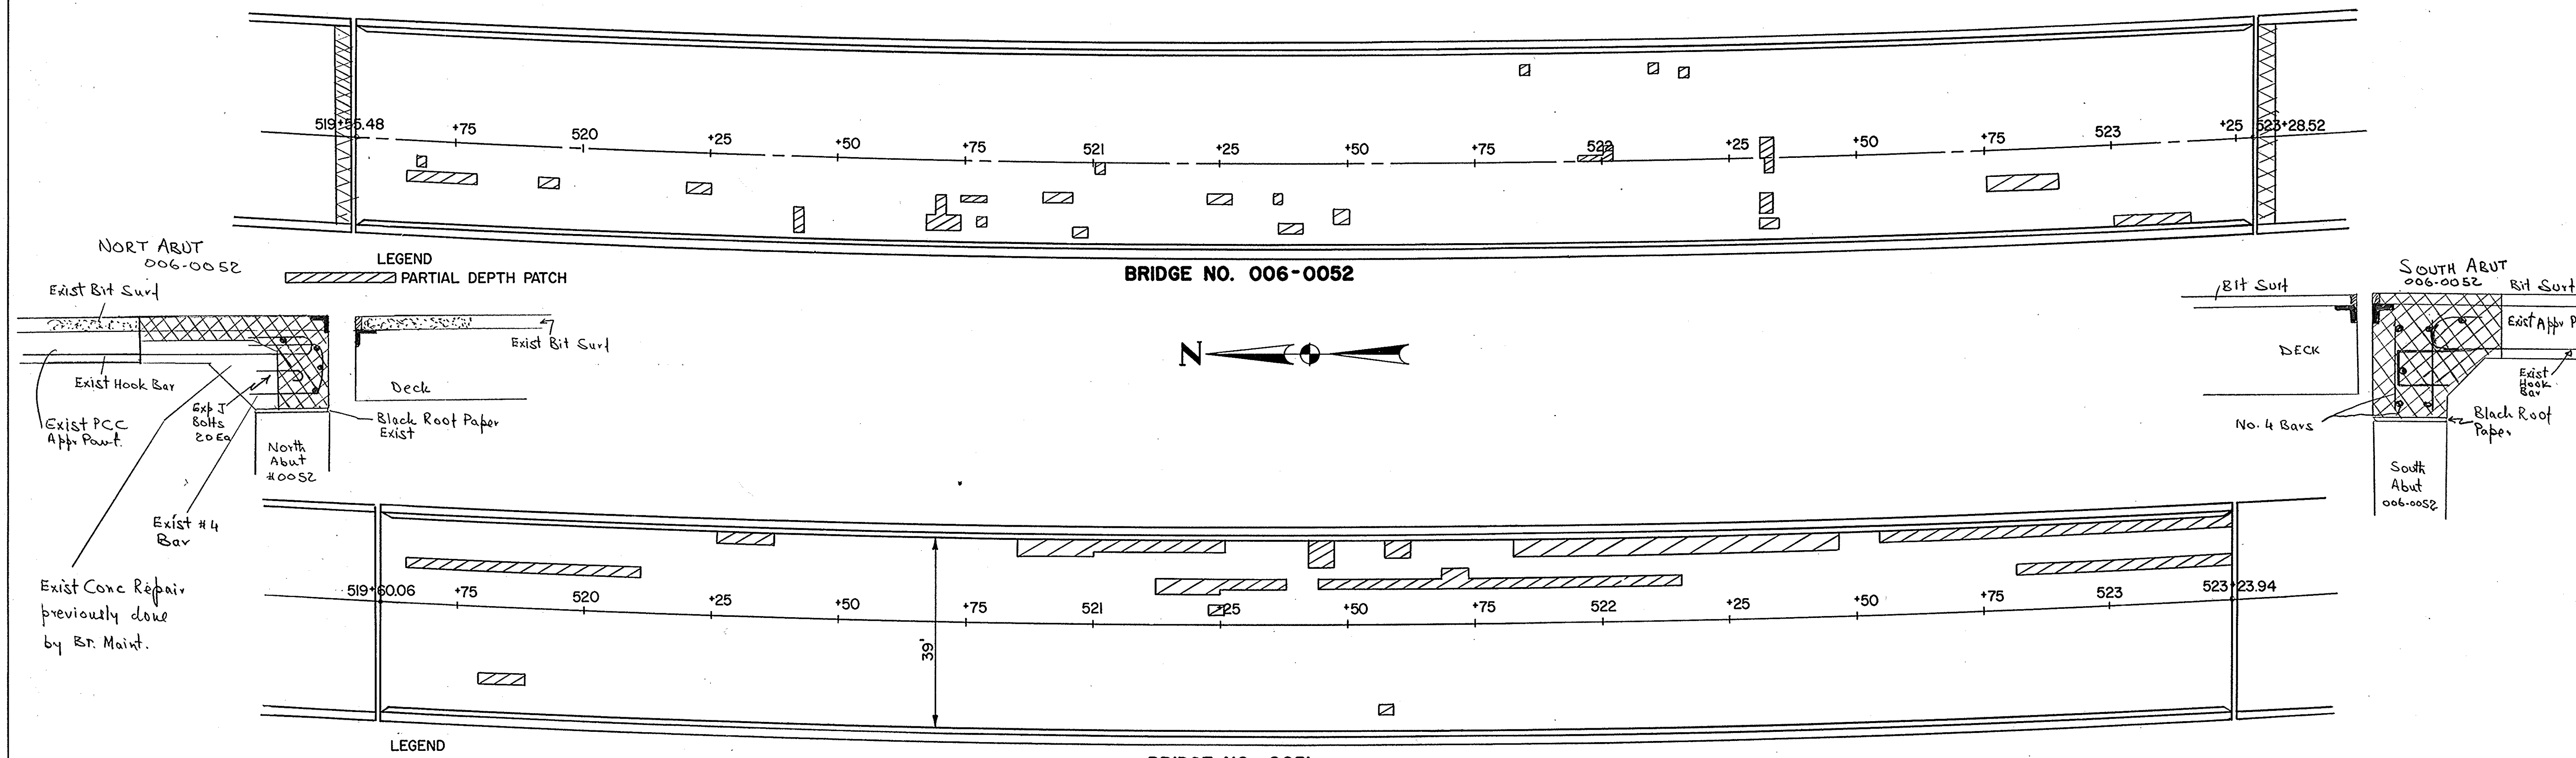 519+55.48
+75
520
+25
+50
+75
521
+25
+50
+75
522
+25
+50
+75
523
+25
523+28.52
NORT ABUT
006-0052
LEGEND
PARTIAL DEPTH PATCH
BRIDGE NO. 006-0052
SOUTH ABUT
006-0052
Exist Bit Surf
Exist Bit Surf
Bit Surf
Bit Surf
Exist Appr P
Exist Hook Bar
Deck
N
DECK
Exist
Hook
Bar
Exist PCC
Appr Pavt.
Exp J
Bolts
20 Ea
Black Roof Paper
Exist
North
Abut
#0052
No. 4 Bars
Black Roof
Paper
South
Abut
006-0052
Exist #4
Bar
Exist Conc Repair
previously done
by Br. Maint.
519+60.06
+75
520
+25
+50
+75
521
+25
+50
+75
522
+25
+50
+75
523
523+23.94
39'
LEGEND